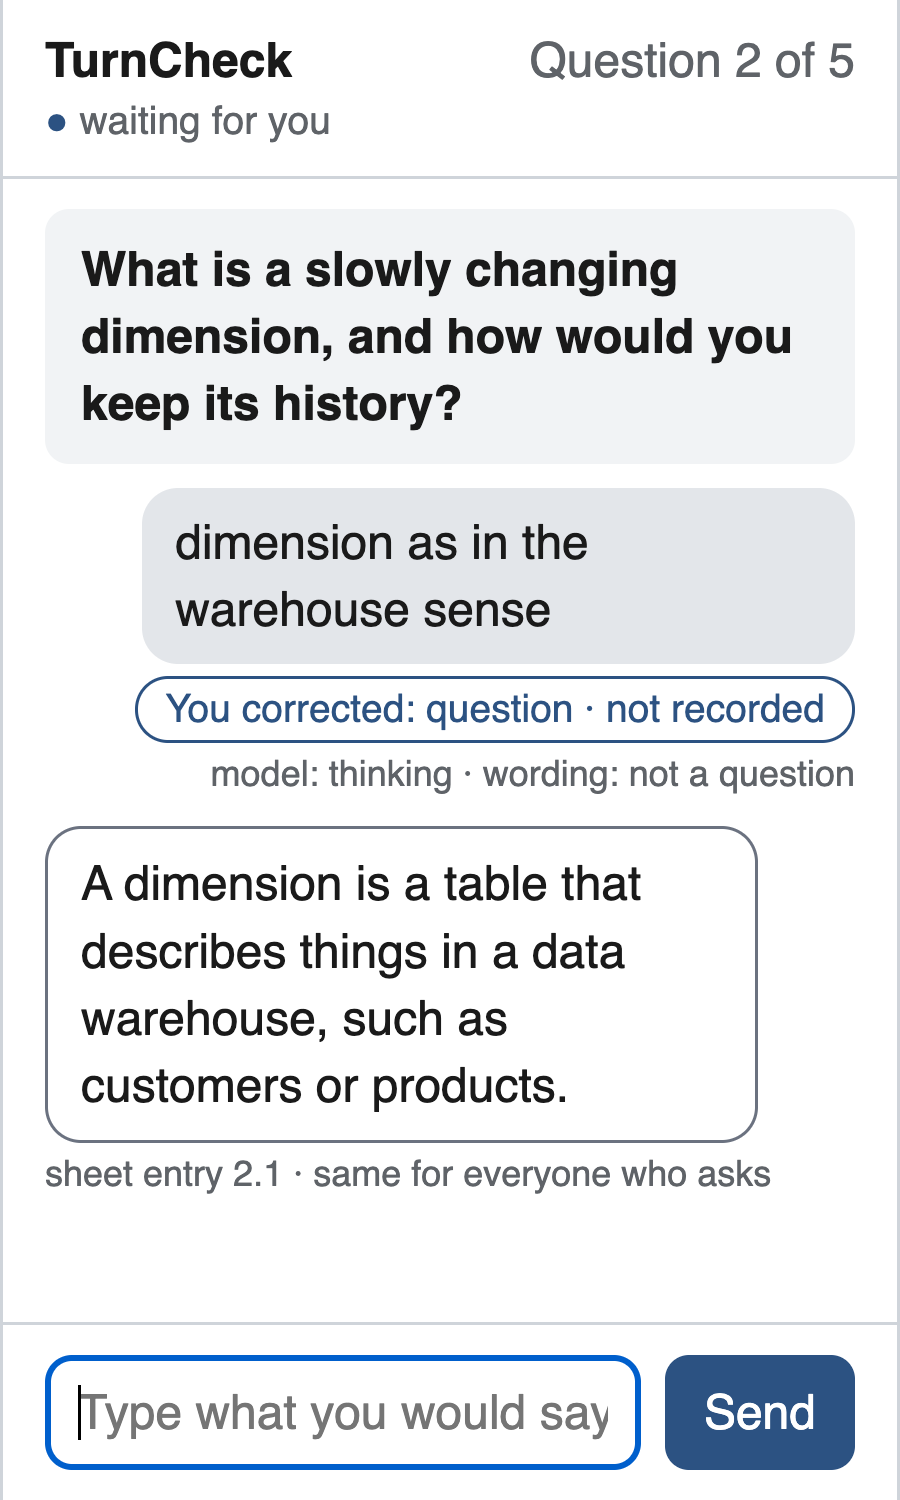 TurnCheck
Question 2 of 5
waiting for you
What is a slowly changing
dimension, and how would you
keep its history?
dimension as in the
warehouse sense
You corrected: question · not recorded
model: thinking · wording: not a question
A dimension is a table that
describes things in a data
warehouse, such as
customers or products.
sheet entry 2.1 · same for everyone who asks
Type what you would say
Send